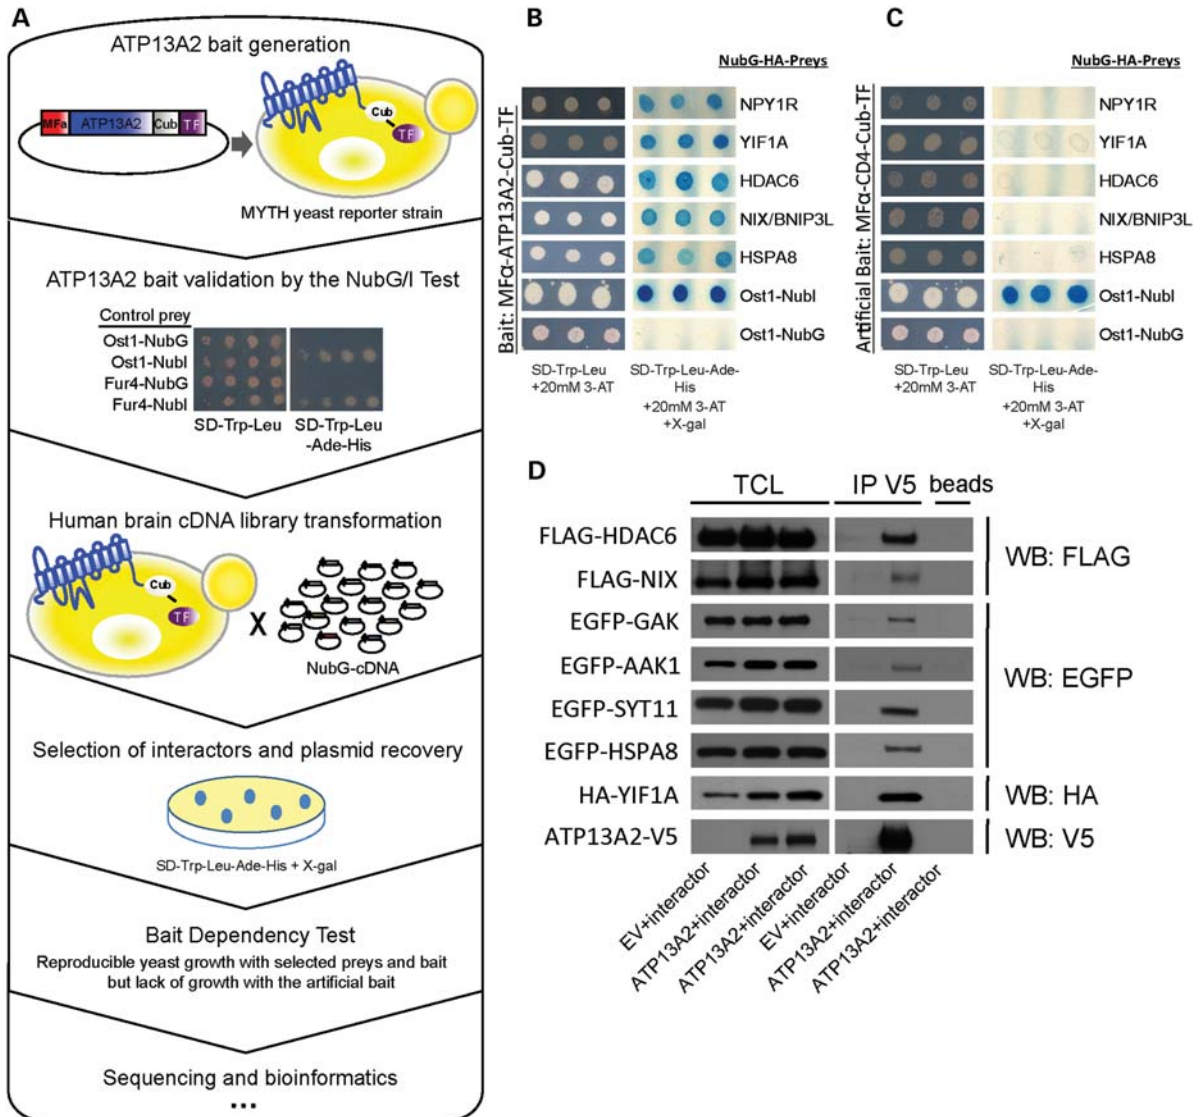 A
ATP13A2 bait generation
MFa ATP13A2 Cub TF
Cub
TF
MYTH yeast reporter strain
ATP13A2 bait validation by the NubG/I Test
Control prey
Ost1-NubG
Ost1-NubI
Fur4-NubG
Fur4-NubI
SD-Trp-Leu
SD-Trp-Leu
-Ade-His
Human brain cDNA library transformation
Cub
TF
X
NubG-cDNA
Selection of interactors and plasmid recovery
SD-Trp-Leu-Ade-His + X-gal
Bait Dependency Test
Reproducible yeast growth with selected preys and bait
but lack of growth with the artificial bait
Sequencing and bioinformatics
...
B
NubG-HA-Preys
Bait: MFα-ATP13A2-Cub-TF
NPY1R
YIF1A
HDAC6
NIX/BNIP3L
HSPA8
Ost1-NubI
Ost1-NubG
SD-Trp-Leu
+20mM 3-AT
SD-Trp-Leu-Ade-
His
+20mM 3-AT
+X-gal
C
NubG-HA-Preys
Artificial Bait: MFα-CD4-Cub-TF
NPY1R
YIF1A
HDAC6
NIX/BNIP3L
HSPA8
Ost1-NubI
Ost1-NubG
SD-Trp-Leu
+20mM 3-AT
SD-Trp-Leu-Ade-
His
+20mM 3-AT
+X-gal
D
TCL
IP V5
beads
FLAG-HDAC6
FLAG-NIX
EGFP-GAK
EGFP-AAK1
EGFP-SYT11
EGFP-HSPA8
HA-YIF1A
ATP13A2-V5
WB: FLAG
WB: EGFP
WB: HA
WB: V5
EV+interactor
ATP13A2+interactor
ATP13A2+interactor
EV+interactor
ATP13A2+interactor
ATP13A2+interactor